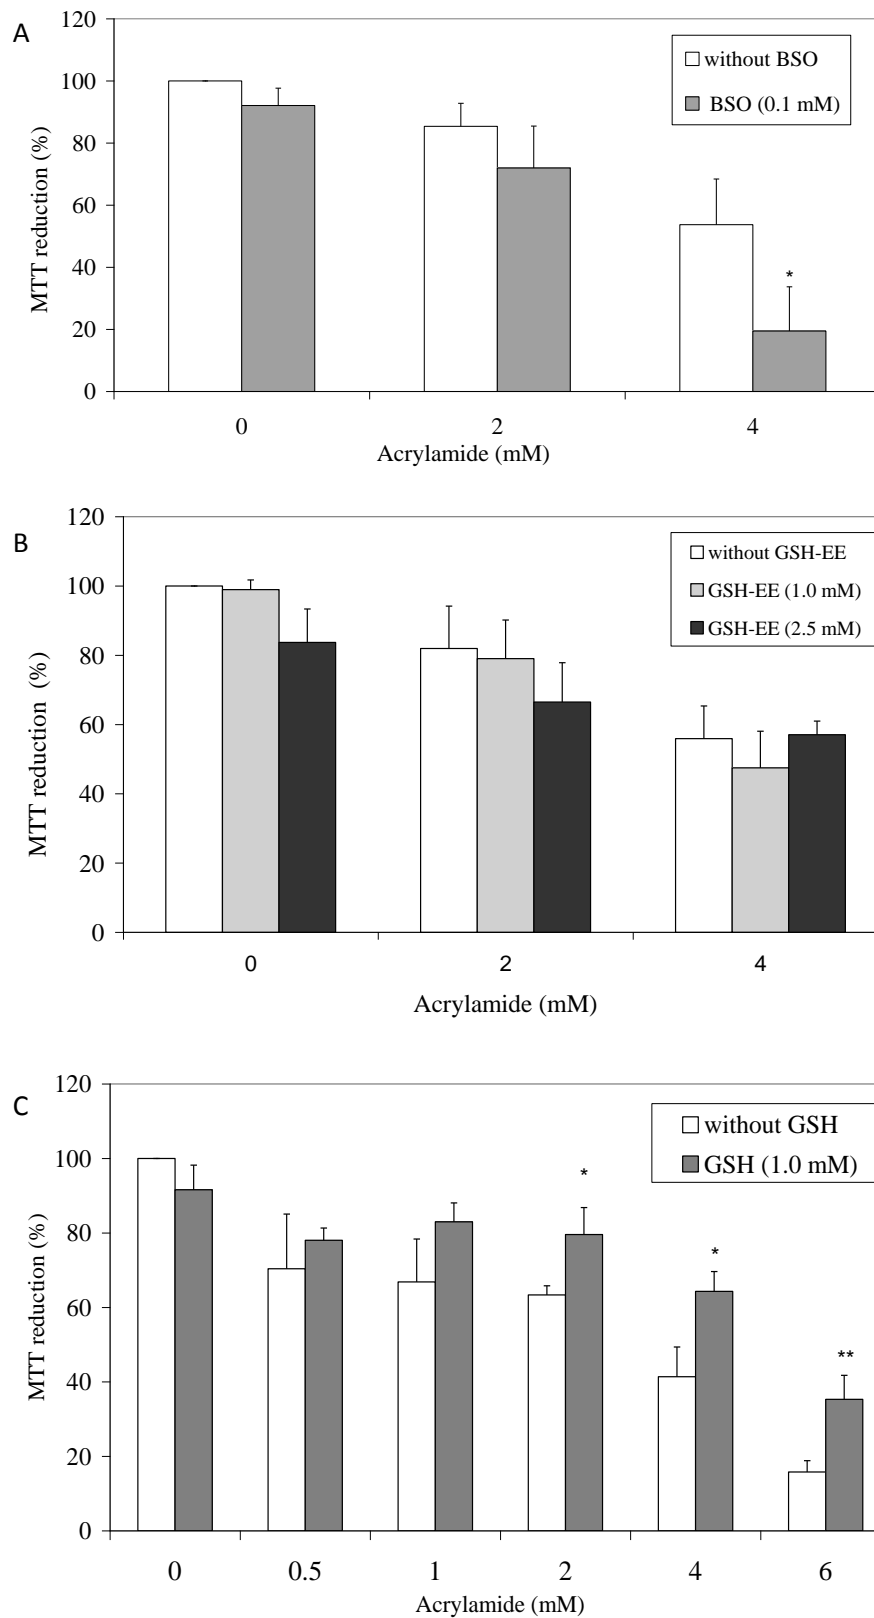 A
120
100
80
60
40
20
0
MTT reduction (%)
without BSO
BSO (0.1 mM)
*
0 2 4
Acrylamide (mM)
B
120
100
80
60
40
20
0
MTT reduction (%)
without GSH-EE
GSH-EE (1.0 mM)
GSH-EE (2.5 mM)
0 2 4
Acrylamide (mM)
C
120
100
80
60
40
20
0
MTT reduction (%)
without GSH
GSH (1.0 mM)
*
*
**
0 0.5 1 2 4 6
Acrylamide (mM)